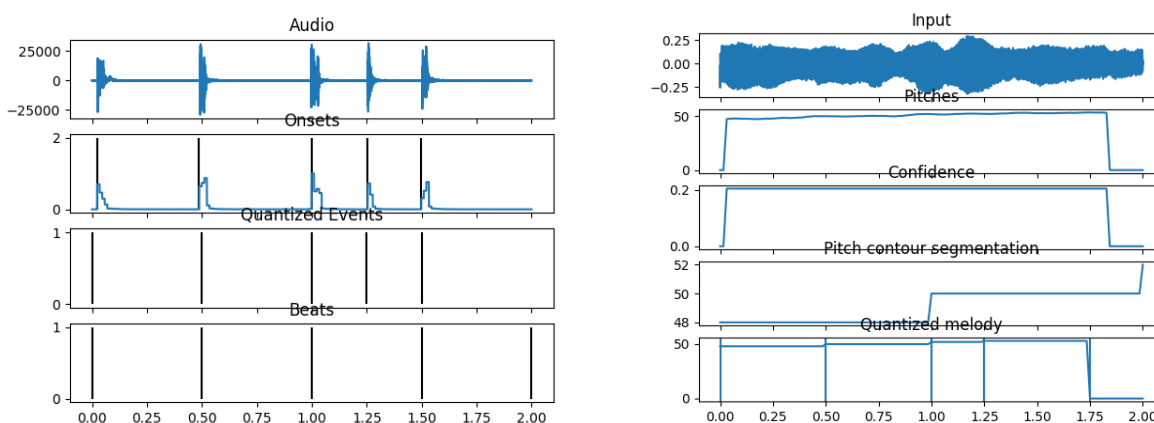 Audio
25000
0
−25000
Onsets
2
0
Quantized Events
1
0
Beats
1
0
0.00 0.25 0.50 0.75 1.00 1.25 1.50 1.75 2.00
Input
0.25
0.00
−0.25
Pitches
50
0
Confidence
0.2
0.0
Pitch contour segmentation
52
50
48
Quantized melody
50
0
0.00 0.25 0.50 0.75 1.00 1.25 1.50 1.75 2.00